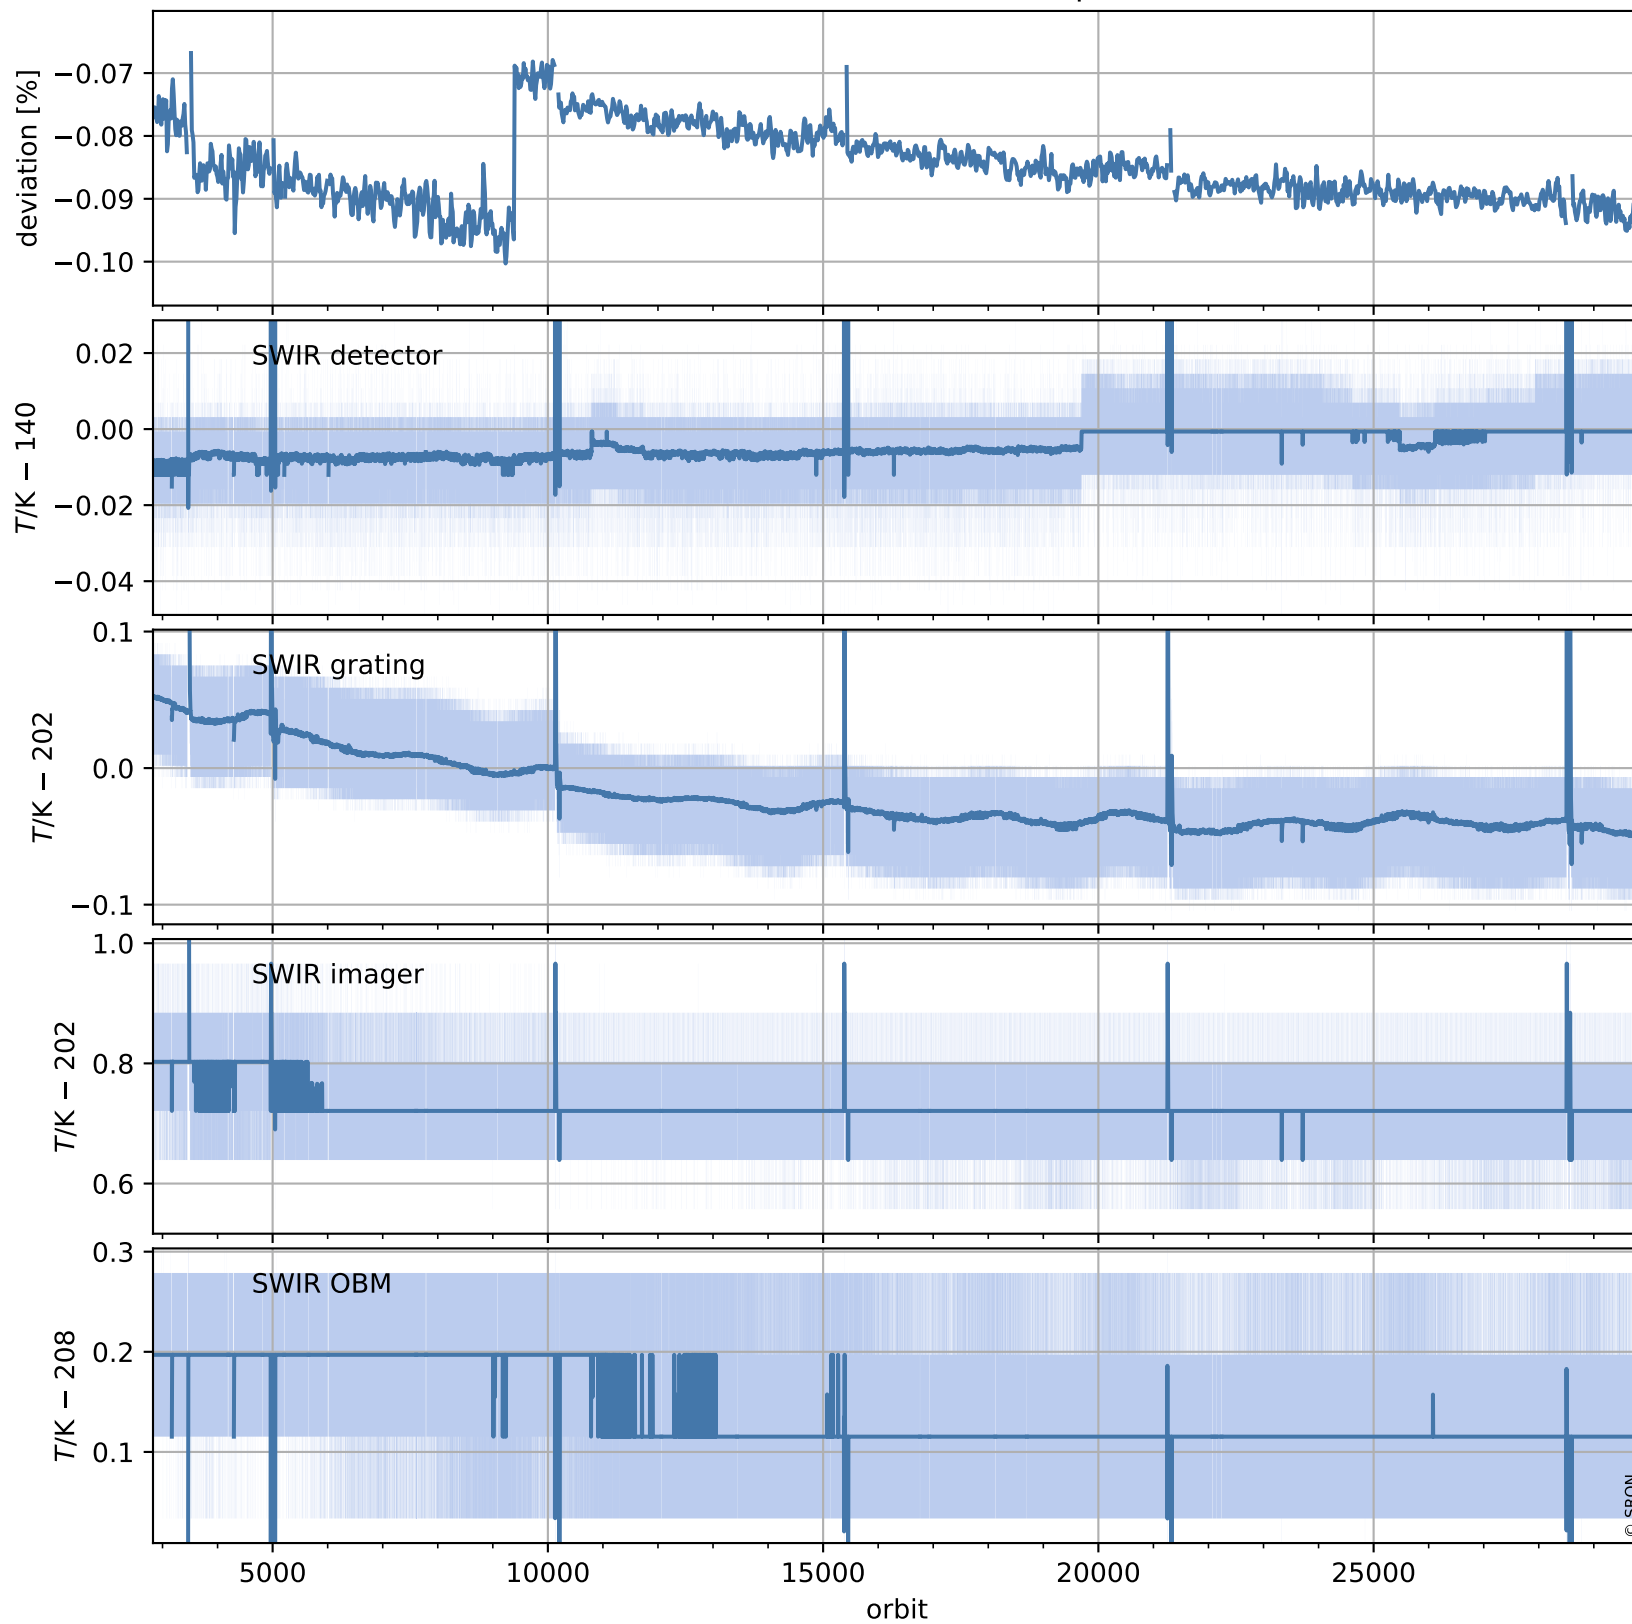 deviation [%]
−0.07
−0.08
−0.09
−0.10
SWIR detector
T/K − 140
0.02
0.00
−0.02
−0.04
SWIR grating
T/K − 202
0.1
0.0
−0.1
SWIR imager
T/K − 202
1.0
0.8
0.6
SWIR OBM
T/K − 208
0.3
0.2
0.1
© SRON
5000 10000 15000 20000 25000
orbit